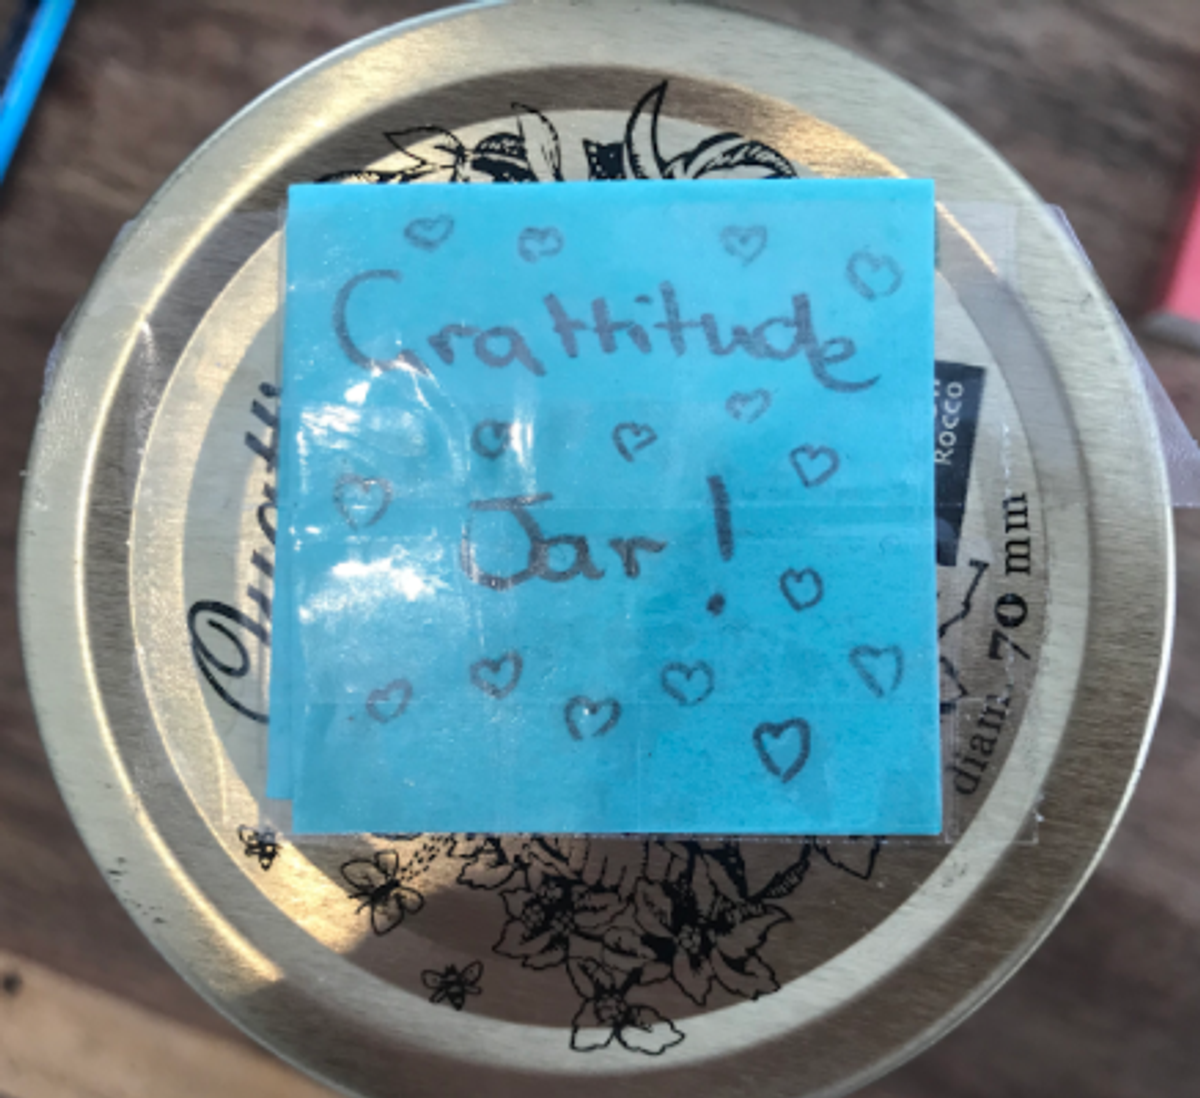 Grattitude
Jar!
Rocco
diam. 70 mm